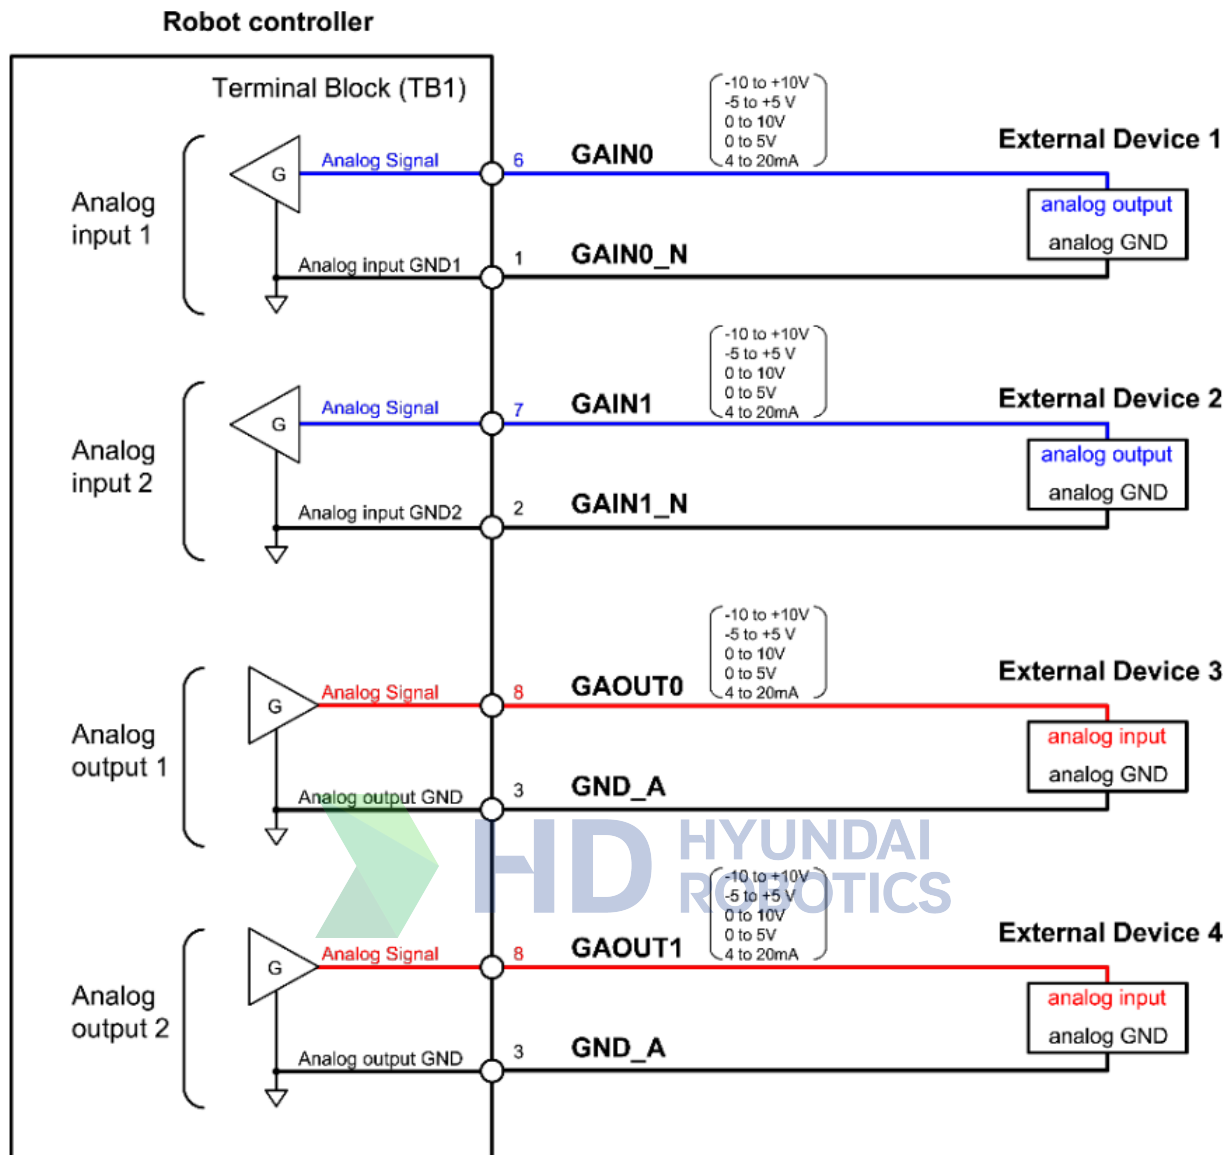 Robot controller
Terminal Block (TB1)
-10 to +10V
-5 to +5 V
0 to 10V
0 to 5V
4 to 20mA
External Device 1
Analog
input 1
G
Analog Signal
6
GAIN0
analog output
analog GND
Analog input GND1
1
GAIN0_N
-10 to +10V
-5 to +5 V
0 to 10V
0 to 5V
4 to 20mA
External Device 2
Analog
input 2
G
Analog Signal
7
GAIN1
analog output
analog GND
Analog input GND2
2
GAIN1_N
-10 to +10V
-5 to +5 V
0 to 10V
0 to 5V
4 to 20mA
External Device 3
Analog
output 1
G
Analog Signal
8
GAOUT0
analog input
analog GND
Analog output GND
3
GND_A
HD HYUNDAI
ROBOTICS
-10 to +10V
-5 to +5 V
0 to 10V
0 to 5V
4 to 20mA
External Device 4
Analog
output 2
G
Analog Signal
8
GAOUT1
analog input
analog GND
Analog output GND
3
GND_A